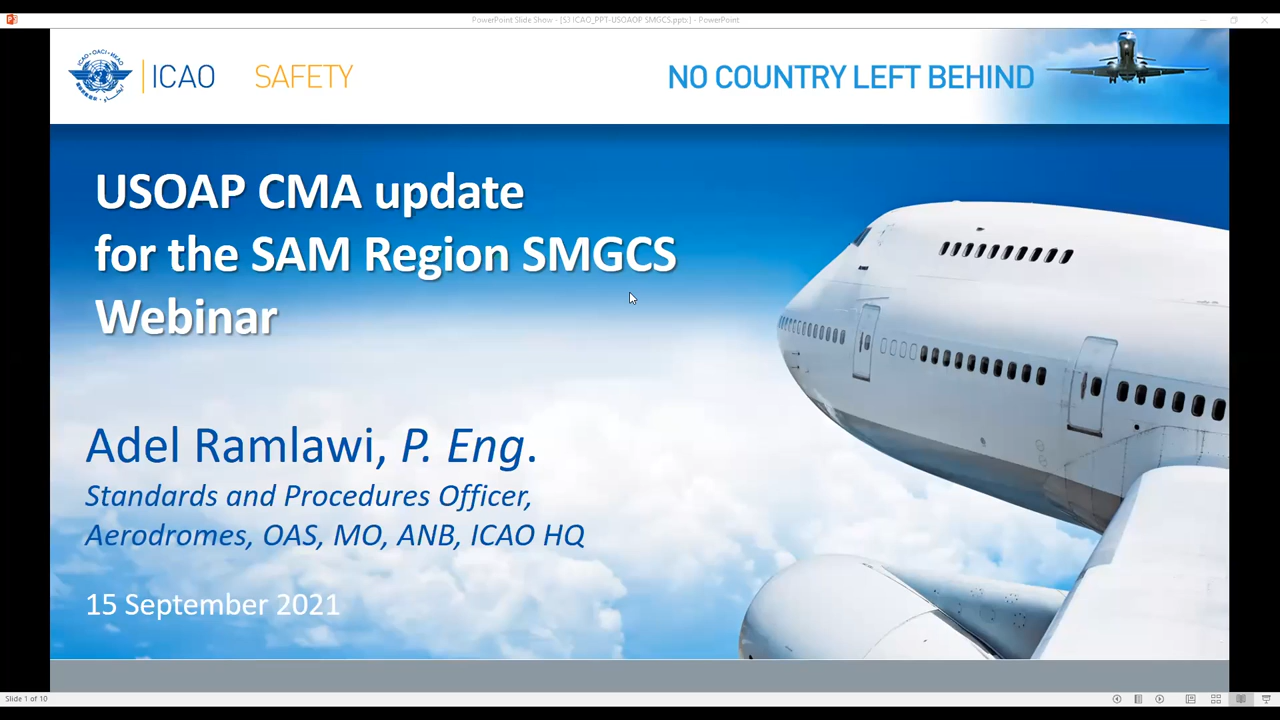 PowerPoint Slide Show - [S3 ICAO_PPT-USOAOP SMGCS.pptx] - PowerPoint
ICAO SAFETY
NO COUNTRY LEFT BEHIND
USOAP CMA update
for the SAM Region SMGCS
Webinar
Adel Ramlawi, P. Eng.
Standards and Procedures Officer,
Aerodromes, OAS, MO, ANB, ICAO HQ
15 September 2021
Slide 1 of 10